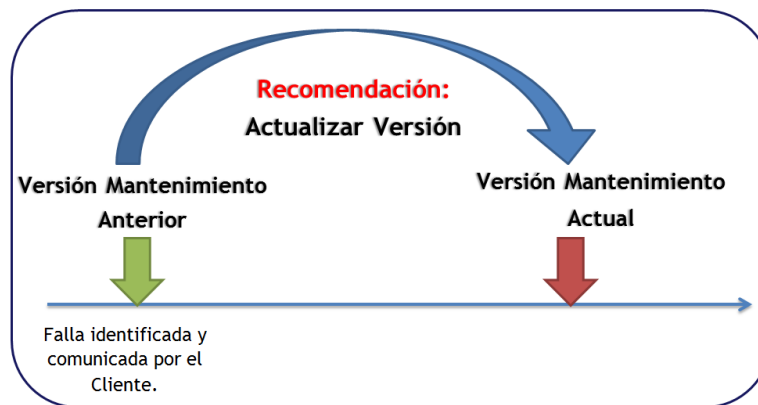 Recomendación:
Actualizar Versión
Versión Mantenimiento
Anterior
Versión Mantenimiento
Actual
Falla identificada y
comunicada por el
Cliente.